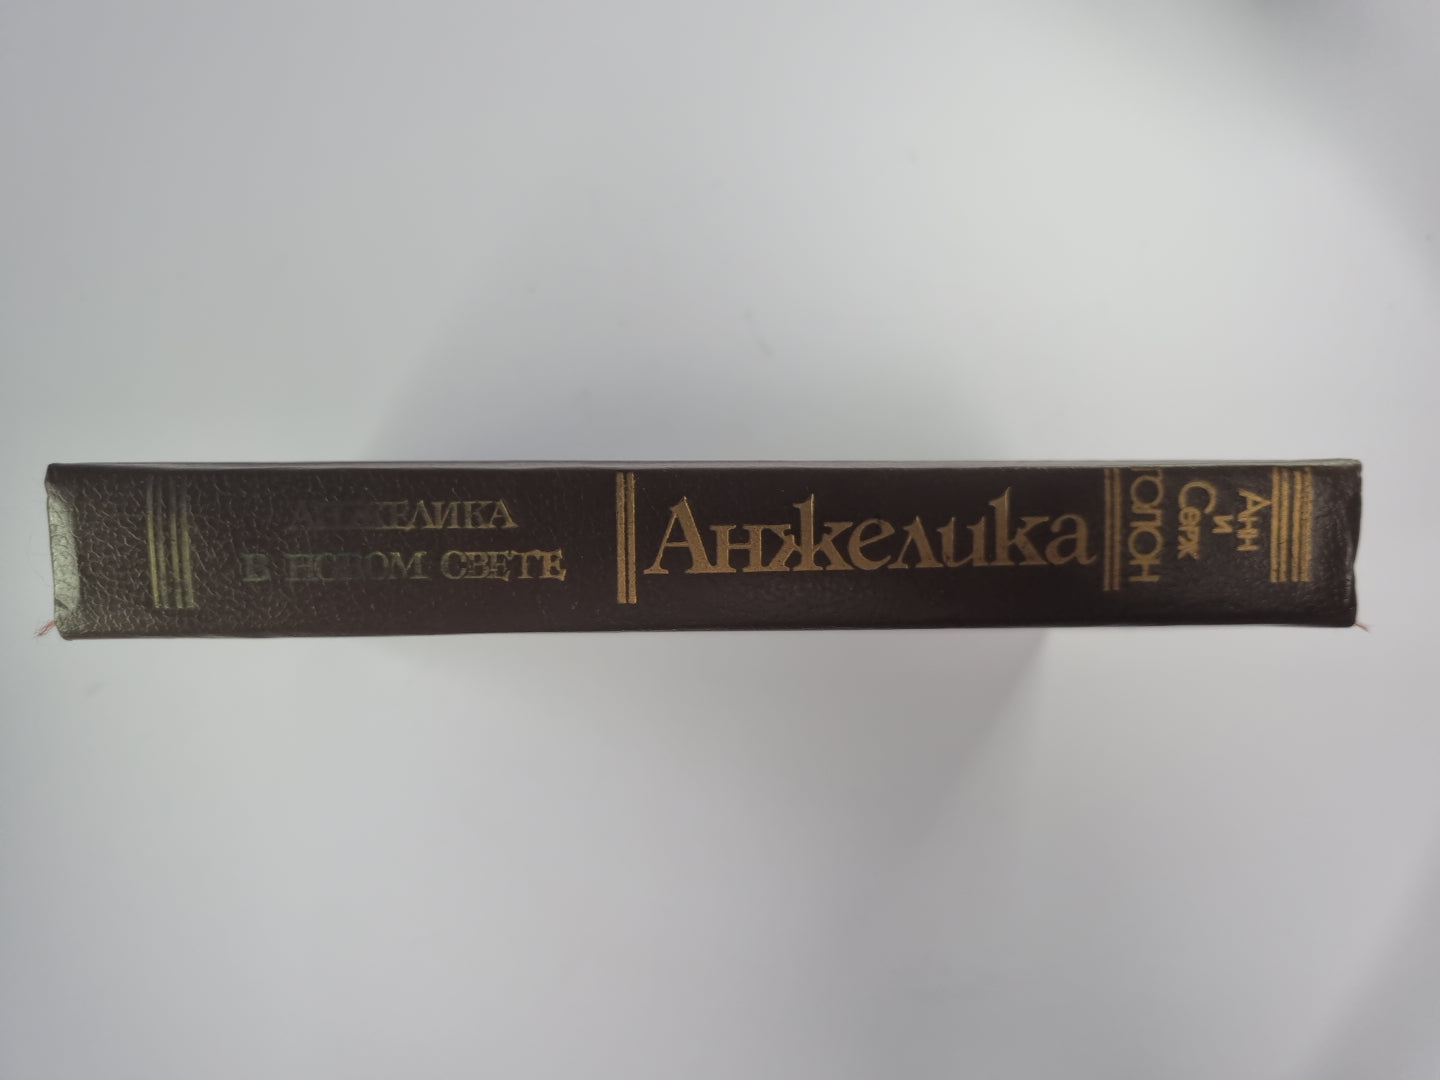 Анн
и
Серж
ГОЛОН
Анжелика
АНЖЕЛИКА
В НОВОМ СВЕТЕ